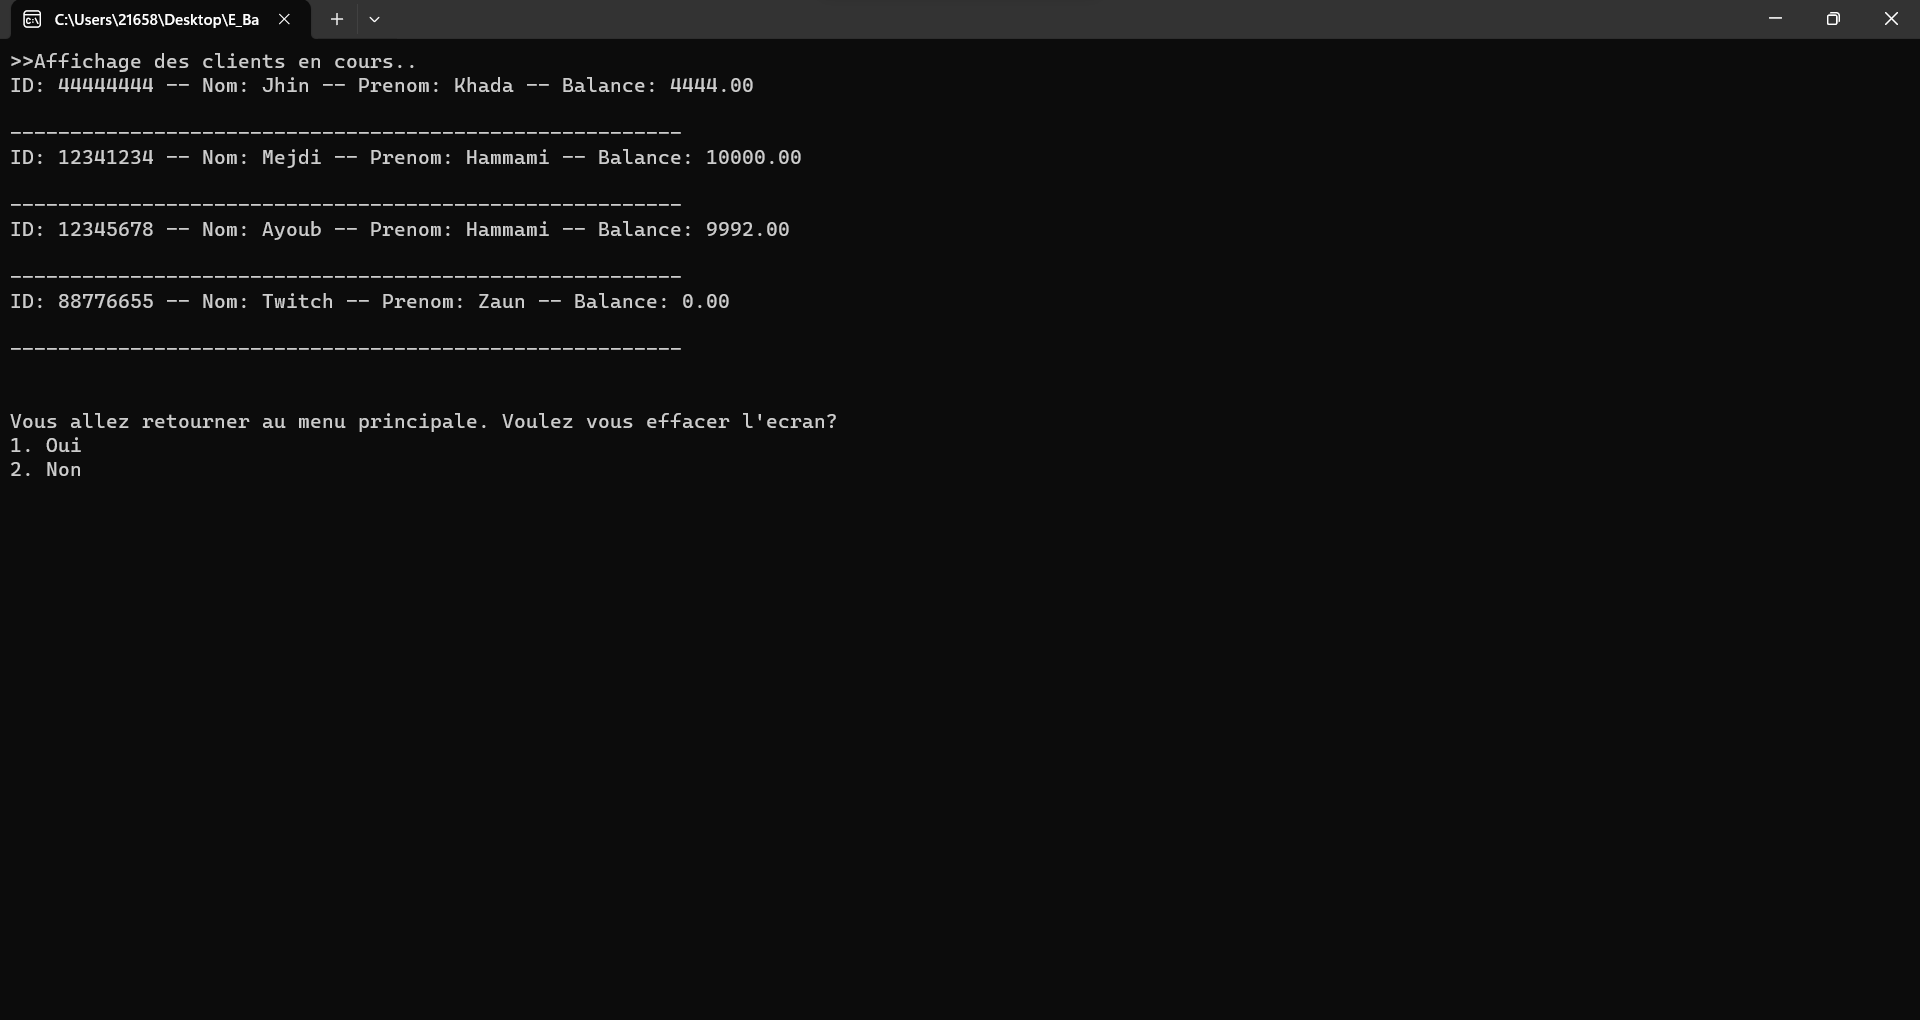 C:\Users\21658\Desktop\E_Ba
>>Affichage des clients en cours..
ID: 44444444 -- Nom: Jhin -- Prenom: Khada -- Balance: 4444.00
--------------------------------------------------------
ID: 12341234 -- Nom: Mejdi -- Prenom: Hammami -- Balance: 10000.00
--------------------------------------------------------
ID: 12345678 -- Nom: Ayoub -- Prenom: Hammami -- Balance: 9992.00
--------------------------------------------------------
ID: 88776655 -- Nom: Twitch -- Prenom: Zaun -- Balance: 0.00
--------------------------------------------------------
Vous allez retourner au menu principale. Voulez vous effacer l'ecran?
1. Oui
2. Non